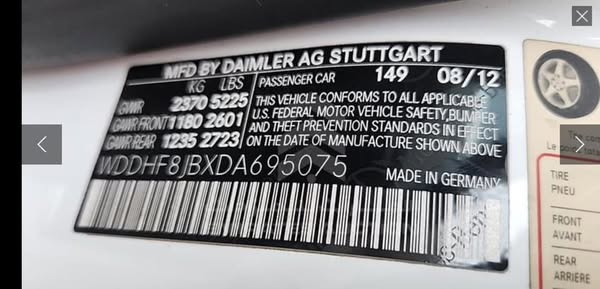 MFD BY DAIMLER AG STUTTGART
KG LBS
GWR 2370 5225
GAWR FRONT 1180 2601
GAWR REAR 1235 2723
PASSENGER CAR 149 08/12
THIS VEHICLE CONFORMS TO ALL APPLICABLE
U.S. FEDERAL MOTOR VEHICLE SAFETY, BUMPER
AND THEFT PREVENTION STANDARDS IN EFFECT
ON THE DATE OF MANUFACTURE SHOWN ABOVE
WDDHF8JBXDA695075
MADE IN GERMANY
TIRE
PNEU
FRONT
AVANT
REAR
ARRIERE